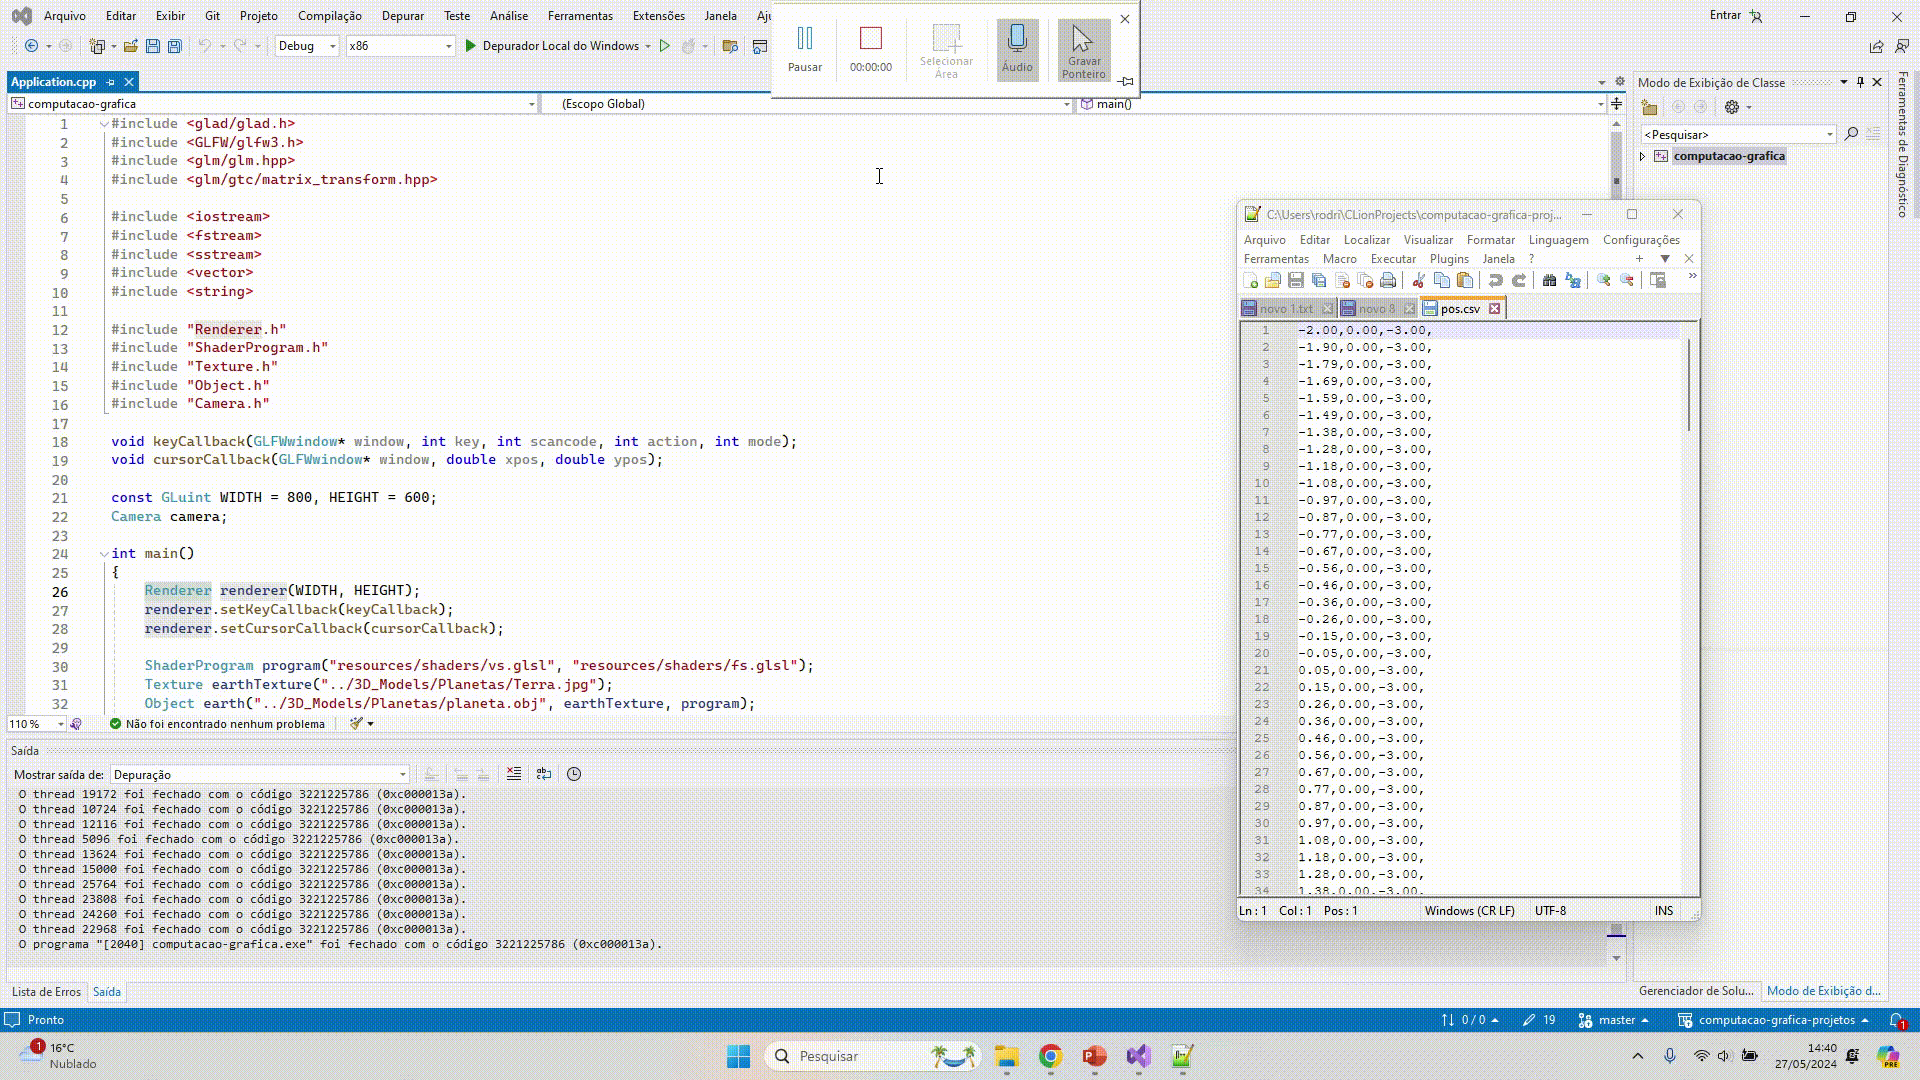 Arquivo Editar Exibir Git Projeto Compilação Depurar Teste Análise Ferramentas Extensões Janela Aju
Entrar
Debug x86 Depurador Local do Windows
Pausar 00:00:00 Selecionar Área Áudio Gravar Ponteiro
Application.cpp
computacao-grafica (Escopo Global) main()
1 #include <glad/glad.h>
2 #include <GLFW/glfw3.h>
3 #include <glm/glm.hpp>
4 #include <glm/gtc/matrix_transform.hpp>
5
6 #include <iostream>
7 #include <fstream>
8 #include <sstream>
9 #include <vector>
10 #include <string>
11
12 #include "Renderer.h"
13 #include "ShaderProgram.h"
14 #include "Texture.h"
15 #include "Object.h"
16 #include "Camera.h"
17
18 void keyCallback(GLFWwindow* window, int key, int scancode, int action, int mode);
19 void cursorCallback(GLFWwindow* window, double xpos, double ypos);
20
21 const GLuint WIDTH = 800, HEIGHT = 600;
22 Camera camera;
23
24 int main()
25 {
26 Renderer renderer(WIDTH, HEIGHT);
27 renderer.setKeyCallback(keyCallback);
28 renderer.setCursorCallback(cursorCallback);
29
30 ShaderProgram program("resources/shaders/vs.glsl", "resources/shaders/fs.glsl");
31 Texture earthTexture("../3D_Models/Planetas/Terra.jpg");
32 Object earth("../3D_Models/Planetas/planeta.obj", earthTexture, program);
110 % Não foi encontrado nenhum problema
Saída
Mostrar saída de: Depuração
O thread 19172 foi fechado com o código 3221225786 (0xc000013a).
O thread 10724 foi fechado com o código 3221225786 (0xc000013a).
O thread 12116 foi fechado com o código 3221225786 (0xc000013a).
O thread 5096 foi fechado com o código 3221225786 (0xc000013a).
O thread 13624 foi fechado com o código 3221225786 (0xc000013a).
O thread 15000 foi fechado com o código 3221225786 (0xc000013a).
O thread 25764 foi fechado com o código 3221225786 (0xc000013a).
O thread 23808 foi fechado com o código 3221225786 (0xc000013a).
O thread 24260 foi fechado com o código 3221225786 (0xc000013a).
O thread 22968 foi fechado com o código 3221225786 (0xc000013a).
O programa "[2040] computacao-grafica.exe" foi fechado com o código 3221225786 (0xc000013a).
Lista de Erros Saída
Modo de Exibição de Classe
<Pesquisar>
computacao-grafica
Ferramentas de Diagnóstico
C:\Users\rodri\CLionProjects\computacao-grafica-proj...
Arquivo Editar Localizar Visualizar Formatar Linguagem Configurações
Ferramentas Macro Executar Plugins Janela ?
novo 1.txt novo 8 pos.csv
1 -2.00,0.00,-3.00,
2 -1.90,0.00,-3.00,
3 -1.79,0.00,-3.00,
4 -1.69,0.00,-3.00,
5 -1.59,0.00,-3.00,
6 -1.49,0.00,-3.00,
7 -1.38,0.00,-3.00,
8 -1.28,0.00,-3.00,
9 -1.18,0.00,-3.00,
10 -1.08,0.00,-3.00,
11 -0.97,0.00,-3.00,
12 -0.87,0.00,-3.00,
13 -0.77,0.00,-3.00,
14 -0.67,0.00,-3.00,
15 -0.56,0.00,-3.00,
16 -0.46,0.00,-3.00,
17 -0.36,0.00,-3.00,
18 -0.26,0.00,-3.00,
19 -0.15,0.00,-3.00,
20 -0.05,0.00,-3.00,
21 0.05,0.00,-3.00,
22 0.15,0.00,-3.00,
23 0.26,0.00,-3.00,
24 0.36,0.00,-3.00,
25 0.46,0.00,-3.00,
26 0.56,0.00,-3.00,
27 0.67,0.00,-3.00,
28 0.77,0.00,-3.00,
29 0.87,0.00,-3.00,
30 0.97,0.00,-3.00,
31 1.08,0.00,-3.00,
32 1.18,0.00,-3.00,
33 1.28,0.00,-3.00,
34 1.38,0.00,-3.00,
Ln:1 Col:1 Pos:1 Windows (CR LF) UTF-8 INS
Gerenciador de Solu... Modo de Exibição d...
Pronto 0 / 0 19 master computacao-grafica-projetos 1
1 16°C
Nublado
Pesquisar
14:40
27/05/2024
PRE